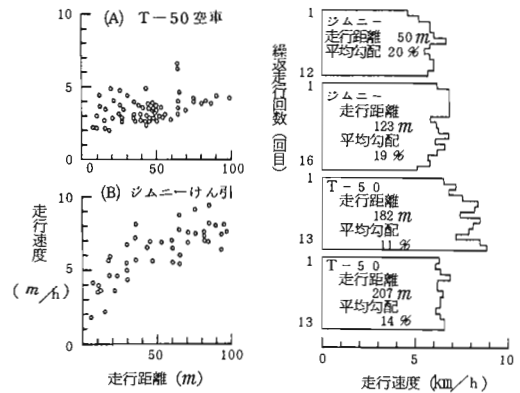 (A) T－50空車
10
5
0
0
50
100
(B) ジムニーけん引
10
5
0
50
100
走行速度
(m/h)
走行距離(m)
繰返走行回数(回目)
1
ジムニー
走行距離
50m
平均勾配
20%
12
1
ジムニー
走行距離
123m
平均勾配
19%
16
1
T－50
走行距離
182m
平均勾配
11%
13
1
T－50
走行距離
207m
平均勾配
14%
13
0
5
10
走行速度(km/h)